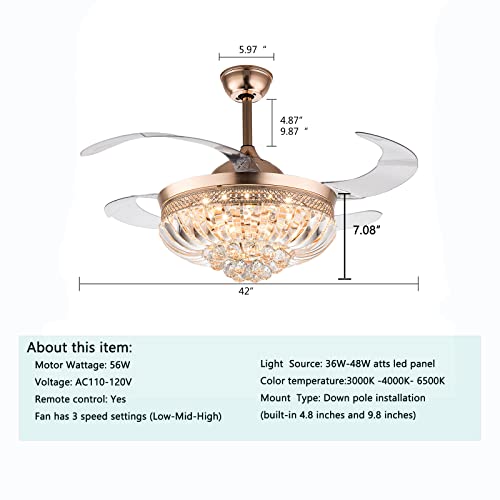 5.97 "
4.87"
9.87 "
7.08"
42"
About this item:
Motor Wattage: 56W
Voltage: AC110-120V
Remote control: Yes
Fan has 3 speed settings (Low-Mid-High)
Light Source: 36W-48W atts led panel
Color temperature:3000K -4000K- 6500K
Mount Type: Down pole installation
(built-in 4.8 inches and 9.8 inches)